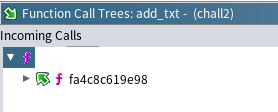 Function Call Trees: add_txt - (chall2)
Incoming Calls
f
f fa4c8c619e98